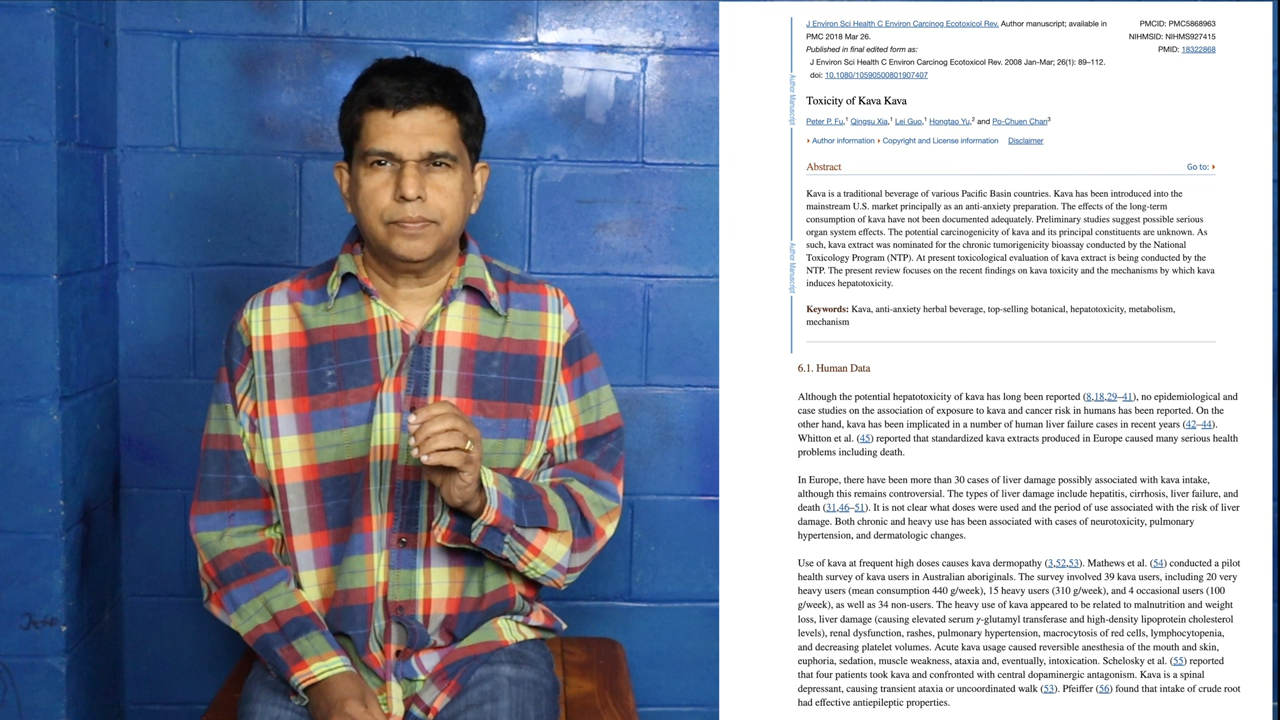 J Environ Sci Health C Environ Carcinog Ecotoxicol Rev. Author manuscript; available in
PMC 2018 Mar 26.
Published in final edited form as:
J Environ Sci Health C Environ Carcinog Ecotoxicol Rev. 2008 Jan-Mar; 26(1): 89–112.
doi: 10.1080/10590500801907407
PMCID: PMC5868963
NIHMSID: NIHMS927415
PMID: 18322868
Author Manuscript
Toxicity of Kava Kava
Peter P. Fu,1 Qingsu Xia,1 Lei Guo,1 Hongtao Yu,2 and Po-Chuen Chan3
Author information Copyright and License information Disclaimer
Abstract
Go to:
Kava is a traditional beverage of various Pacific Basin countries. Kava has been introduced into the
mainstream U.S. market principally as an anti-anxiety preparation. The effects of the long-term
consumption of kava have not been documented adequately. Preliminary studies suggest possible serious
organ system effects. The potential carcinogenicity of kava and its principal constituents are unknown. As
such, kava extract was nominated for the chronic tumorigenicity bioassay conducted by the National
Toxicology Program (NTP). At present toxicological evaluation of kava extract is being conducted by the
NTP. The present review focuses on the recent findings on kava toxicity and the mechanisms by which kava
induces hepatotoxicity.
Author Manuscript
Keywords: Kava, anti-anxiety herbal beverage, top-selling botanical, hepatotoxicity, metabolism,
mechanism
6.1. Human Data
Although the potential hepatotoxicity of kava has long been reported (8,18,29–41), no epidemiological and
case studies on the association of exposure to kava and cancer risk in humans has been reported. On the
other hand, kava has been implicated in a number of human liver failure cases in recent years (42–44).
Whitton et al. (45) reported that standardized kava extracts produced in Europe caused many serious health
problems including death.
In Europe, there have been more than 30 cases of liver damage possibly associated with kava intake,
although this remains controversial. The types of liver damage include hepatitis, cirrhosis, liver failure, and
death (31,46–51). It is not clear what doses were used and the period of use associated with the risk of liver
damage. Both chronic and heavy use has been associated with cases of neurotoxicity, pulmonary
hypertension, and dermatologic changes.
Use of kava at frequent high doses causes kava dermopathy (3,52,53). Mathews et al. (54) conducted a pilot
health survey of kava users in Australian aboriginals. The survey involved 39 kava users, including 20 very
heavy users (mean consumption 440 g/week), 15 heavy users (310 g/week), and 4 occasional users (100
g/week), as well as 34 non-users. The heavy use of kava appeared to be related to malnutrition and weight
loss, liver damage (causing elevated serum γ-glutamyl transferase and high-density lipoprotein cholesterol
levels), renal dysfunction, rashes, pulmonary hypertension, macrocytosis of red cells, lymphocytopenia,
and decreasing platelet volumes. Acute kava usage caused reversible anesthesia of the mouth and skin,
euphoria, sedation, muscle weakness, ataxia and, eventually, intoxication. Schelosky et al. (55) reported
that four patients took kava and confronted with central dopaminergic antagonism. Kava is a spinal
depressant, causing transient ataxia or uncoordinated walk (53). Pfeiffer (56) found that intake of crude root
had effective antiepileptic properties.